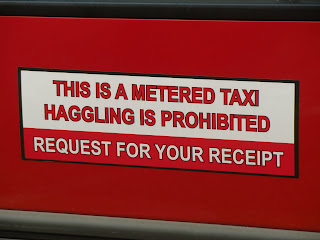 THIS IS A METERED TAXI
HAGGLING IS PROHIBITED
REQUEST FOR YOUR RECEIPT